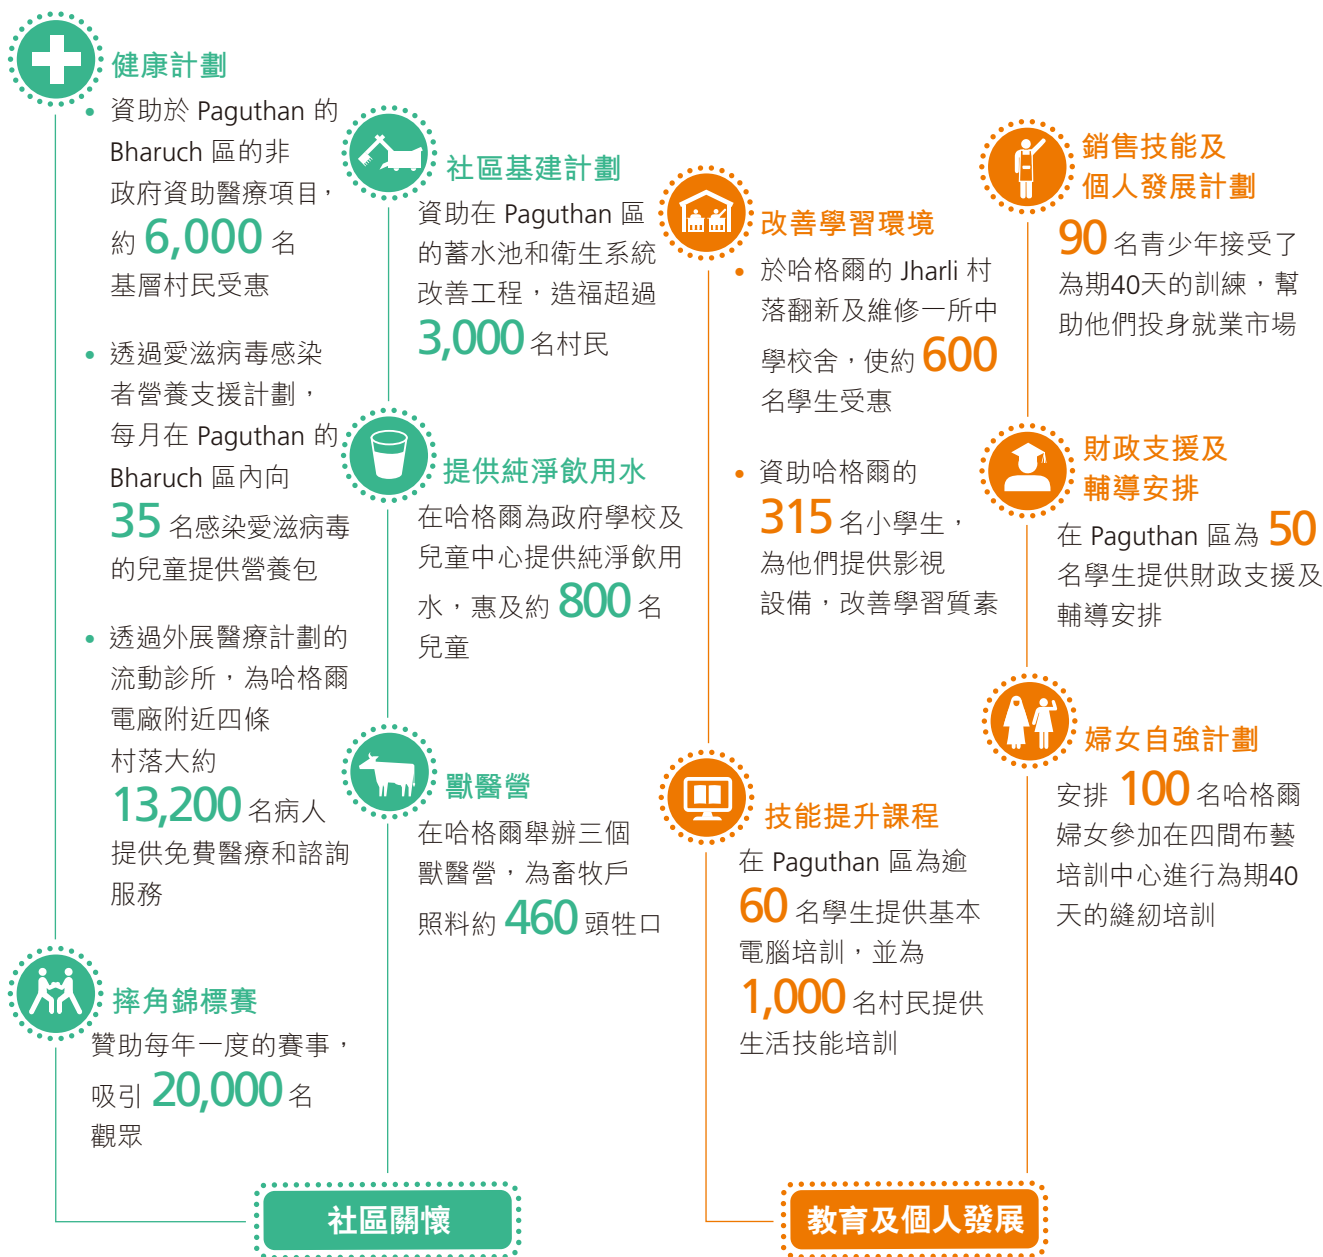 健康計劃
• 資助於 Paguthan 的
Bharuch 區的非
政府資助醫療項目，
約 6,000 名
基層村民受惠
• 透過愛滋病毒感染
者營養支援計劃，
每月在 Paguthan 的
Bharuch 區內向
35 名感染愛滋病毒
的兒童提供營養包
• 透過外展醫療計劃的
流動診所，為哈格爾
電廠附近四條
村落大約
13,200 名病人
提供免費醫療和諮詢
服務
摔角錦標賽
贊助每年一度的賽事，
吸引 20,000 名
觀眾
社區基建計劃
資助在 Paguthan 區
的蓄水池和衛生系統
改善工程，造福超過
3,000 名村民
提供純淨飲用水
在哈格爾為政府學校及
兒童中心提供純淨飲用
水，惠及約 800 名
兒童
獸醫營
在哈格爾舉辦三個
獸醫營，為畜牧戶
照料約 460 頭牲口
社區關懷
改善學習環境
• 於哈格爾的 Jharli 村
落翻新及維修一所中
學校舍，使約 600
名學生受惠
• 資助哈格爾的
315 名小學生，
為他們提供影視
設備，改善學習質素
技能提升課程
在 Paguthan 區為逾
60 名學生提供基本
電腦培訓，並為
1,000 名村民提供
生活技能培訓
銷售技能及
個人發展計劃
90 名青少年接受了
為期40天的訓練，幫
助他們投身就業市場
財政支援及
輔導安排
在 Paguthan 區為 50
名學生提供財政支援及
輔導安排
婦女自強計劃
安排 100 名哈格爾
婦女參加在四間布藝
培訓中心進行為期40
天的縫紉培訓
教育及個人發展